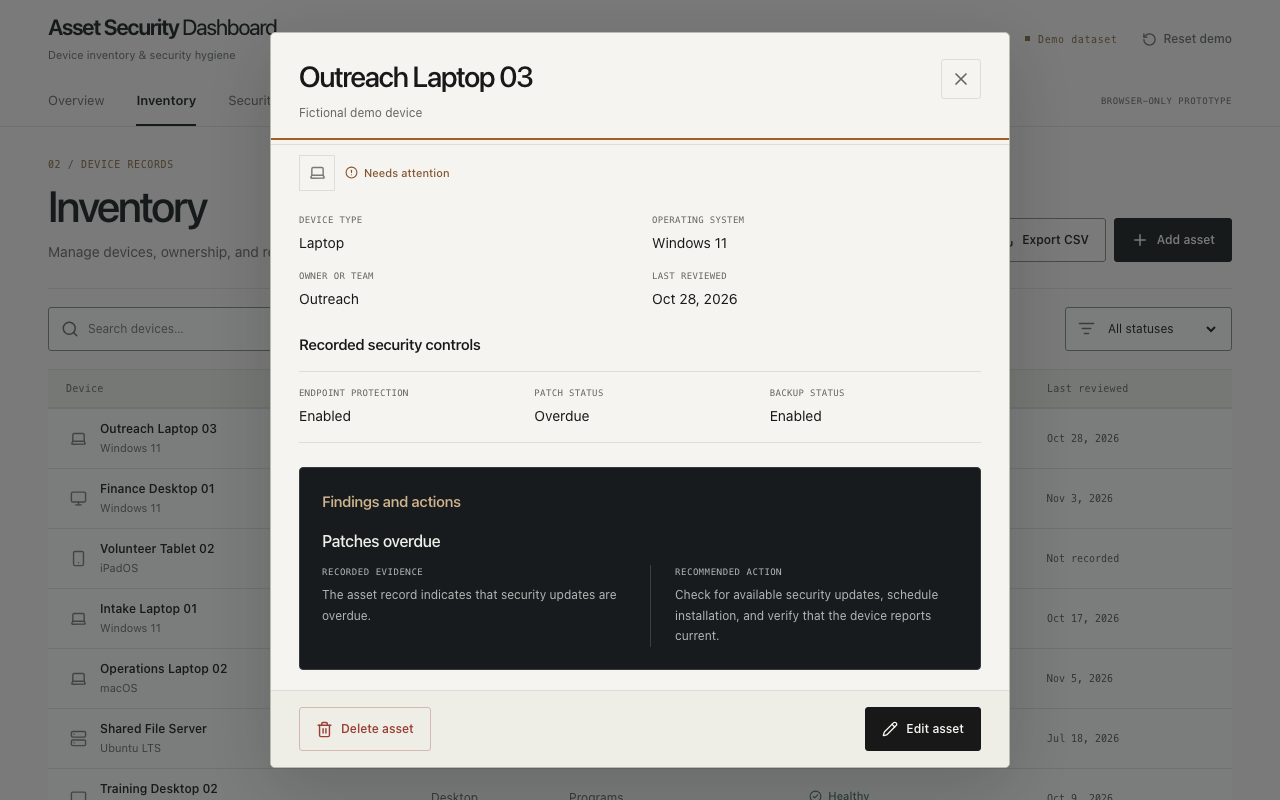 Asset Security Dashboard
Device inventory & security hygiene
Demo dataset
Reset demo
Overview
Inventory
BROWSER-ONLY PROTOTYPE
02 / DEVICE RECORDS
Inventory
Manage devices, ownership, and
Export CSV
Add asset
Search devices...
All statuses
Device
Last reviewed
Outreach Laptop 03
Windows 11
Oct 28, 2026
Finance Desktop 01
Windows 11
Nov 3, 2026
Volunteer Tablet 02
iPadOS
Not recorded
Intake Laptop 01
Windows 11
Oct 17, 2026
Operations Laptop 02
macOS
Nov 5, 2026
Shared File Server
Ubuntu LTS
Jul 18, 2026
Training Desktop 02
Desktop
Programs
Healthy
Oct 9, 2026
Outreach Laptop 03
Fictional demo device
Needs attention
DEVICE TYPE
Laptop
OPERATING SYSTEM
Windows 11
OWNER OR TEAM
Outreach
LAST REVIEWED
Oct 28, 2026
Recorded security controls
ENDPOINT PROTECTION
Enabled
PATCH STATUS
Overdue
BACKUP STATUS
Enabled
Findings and actions
Patches overdue
RECORDED EVIDENCE
The asset record indicates that security updates are
overdue.
RECOMMENDED ACTION
Check for available security updates, schedule
installation, and verify that the device reports
current.
Delete asset
Edit asset